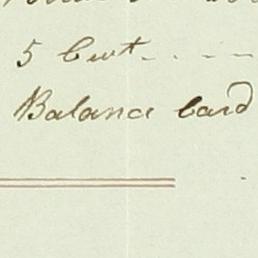 5 Cwt. . . . .
Balance card